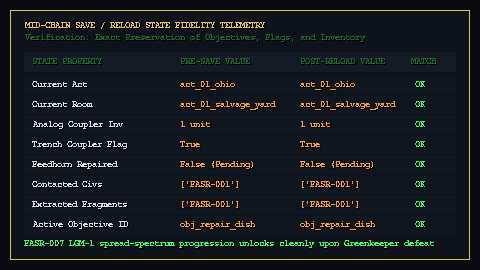 MID-CHAIN SAVE / RELOAD STATE FIDELITY TELEMETRY
Verification: Exact Preservation of Objectives, Flags, and Inventory
STATE PROPERTY PRE-SAVE VALUE POST-RELOAD VALUE MATCH
Current Act act_01_ohio act_01_ohio OK
Current Room act_01_salvage_yard act_01_salvage_yard OK
Analog Coupler Inv 1 unit 1 unit OK
Trench Coupler Flag True True OK
Feedhorn Repaired False (Pending) False (Pending) OK
Contacted Civs ['FASR-001'] ['FASR-001'] OK
Extracted Fragments ['FASR-001'] ['FASR-001'] OK
Active Objective ID obj_repair_dish obj_repair_dish OK
FASR-007 LGM-1 spread-spectrum progression unlocks cleanly upon Greenkeeper defeat